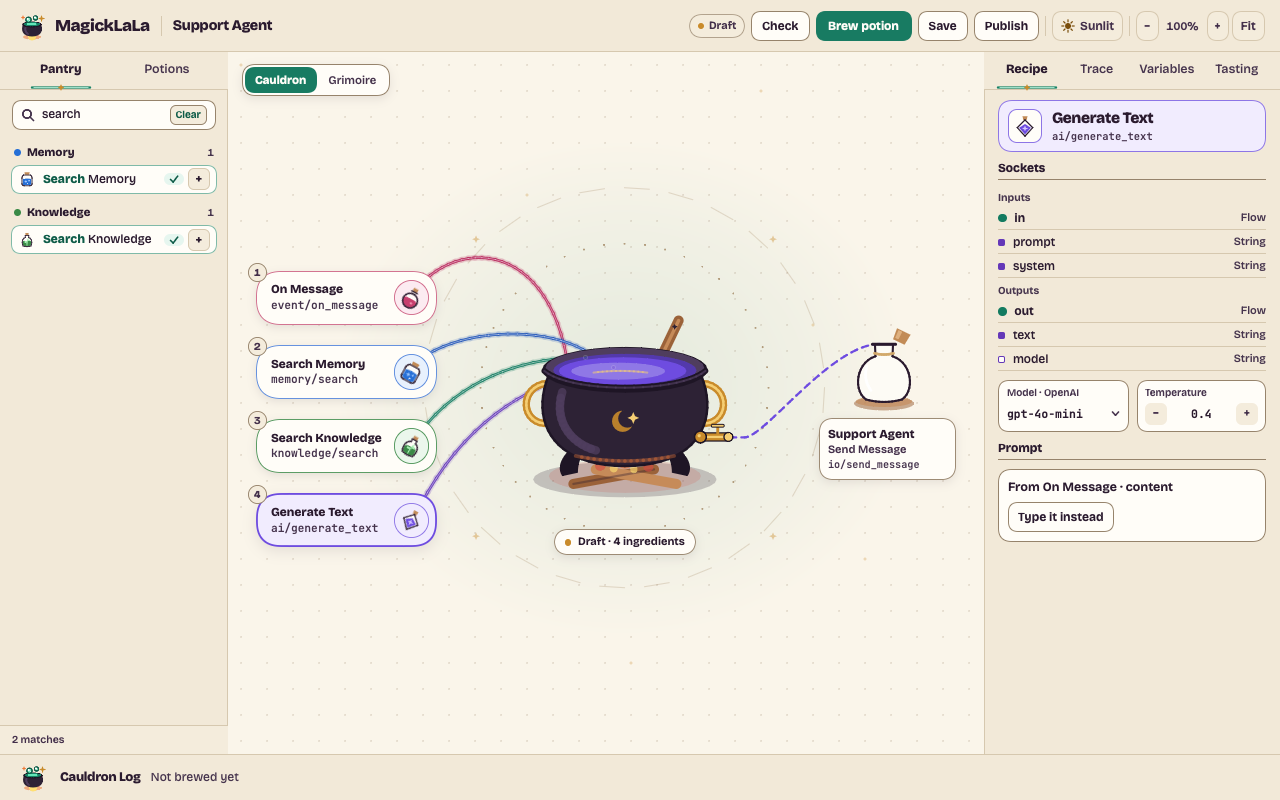 MagickLaLa
Support Agent
Draft
Check
Brew potion
Save
Publish
Sunlit
−
100%
+
Fit
Pantry
Potions
search
Clear
Memory
1
Search Memory
+
Knowledge
1
Search Knowledge
+
2 matches
Cauldron
Grimoire
1
On Message
event/on_message
2
Search Memory
memory/search
3
Search Knowledge
knowledge/search
4
Generate Text
ai/generate_text
Draft · 4 ingredients
Support Agent
Send Message
io/send_message
Recipe
Trace
Variables
Tasting
Generate Text
ai/generate_text
Sockets
Inputs
in Flow
prompt String
system String
Outputs
out Flow
text String
model String
Model · OpenAI
gpt-4o-mini
Temperature
− 0.4 +
Prompt
From On Message · content
Type it instead
Cauldron Log Not brewed yet